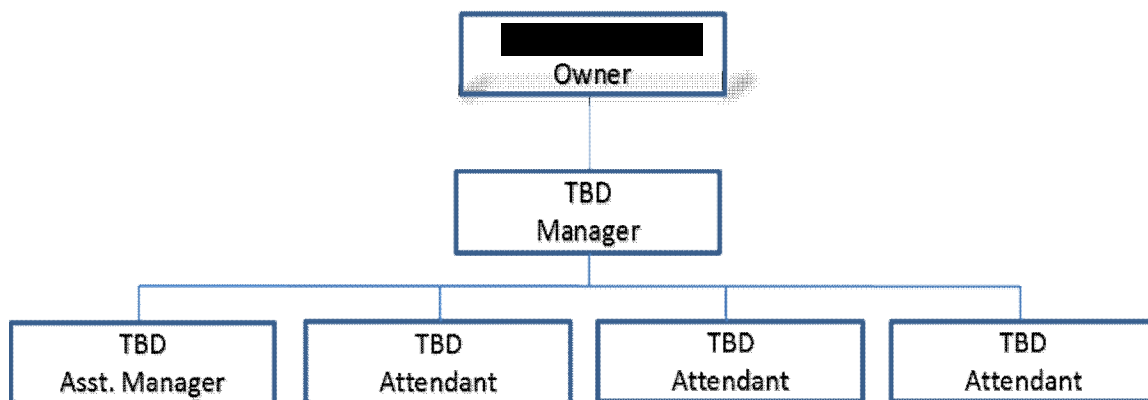 Owner
TBD
Manager
TBD
Asst. Manager
TBD
Attendant
TBD
Attendant
TBD
Attendant